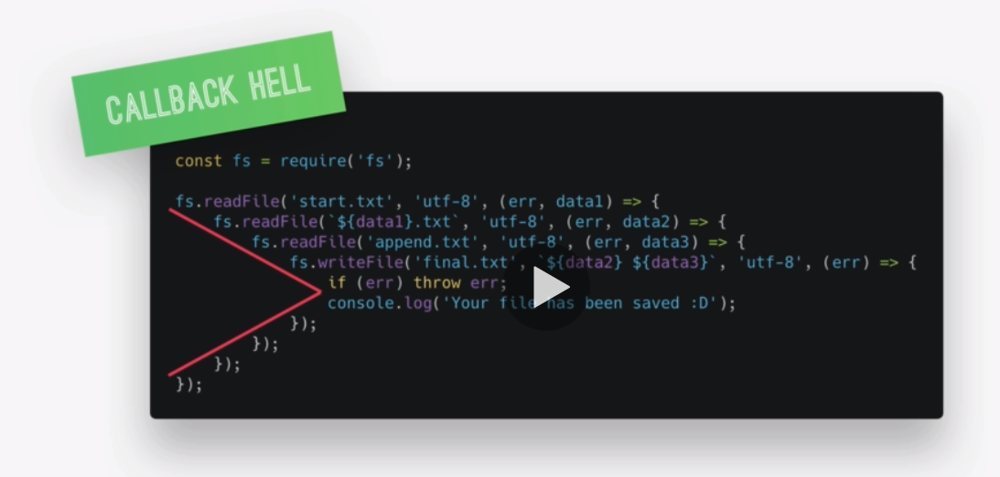 CALLBACK HELL
const fs = require('fs');
fs.readFile('start.txt', 'utf-8', (err, data1) => {
    fs.readFile(`${data1}.txt`, 'utf-8', (err, data2) => {
        fs.readFile('append.txt', 'utf-8', (err, data3) => {
            fs.writeFile('final.txt', `${data2} ${data3}`, 'utf-8', (err) => {
                if (err) throw err;
                console.log('Your file has been saved :D');
            });
        });
    });
});